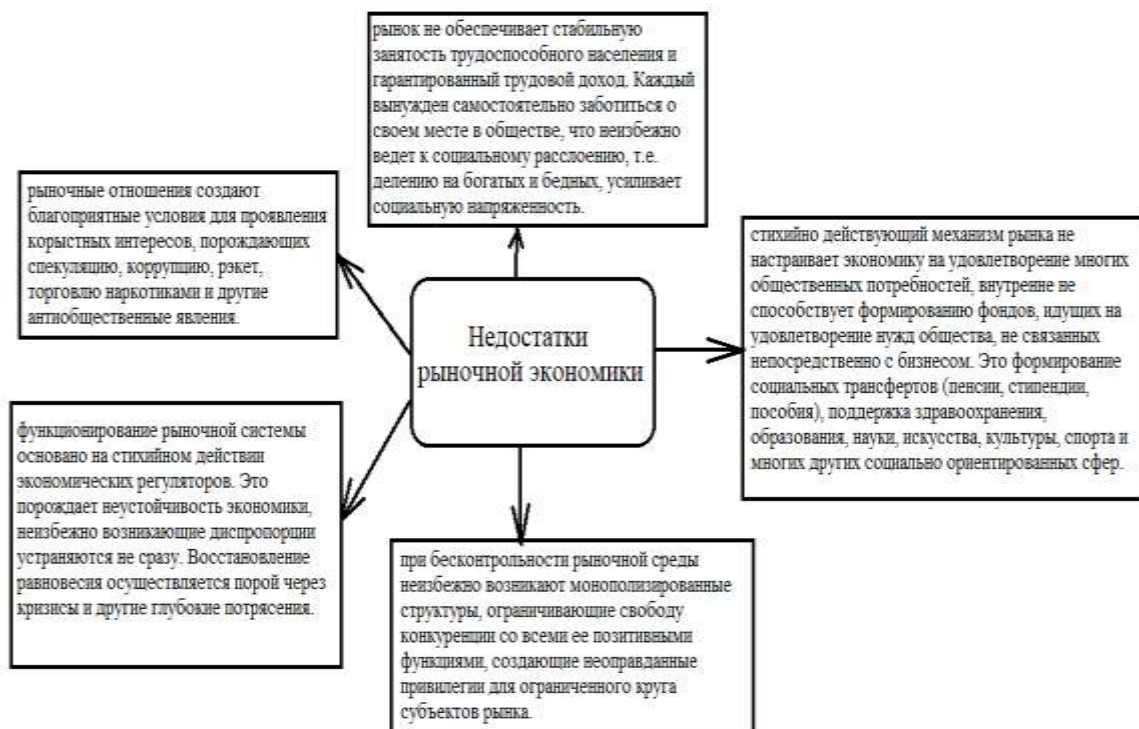 рынок не обеспечивает стабильную
занятость трудоспособного населения и
гарантированный трудовой доход. Каждый
вынужден самостоятельно заботиться о
своем месте в обществе, что неизбежно
ведет к социальному расслоению, т.е.
делению на богатых и бедных, усиливает
социальную напряженность.
рыночные отношения создают
благоприятные условия для проявления
корыстных интересов, порождающих
спекуляцию, коррупцию, рэкет,
торговлю наркотиками и другие
антиобщественные явления.
Недостатки
рыночной экономики
стихийно действующий механизм рынка не
настраивает экономику на удовлетворение многих
общественных потребностей, внутренне не
способствует формированию фондов, идущих на
удовлетворение нужд общества, не связанных
непосредственно с бизнесом. Это формирование
социальных трансфертов (пенсии, стипендии,
пособия), поддержка здравоохранения,
образования, науки, искусства, культуры, спорта и
многих других социально ориентированных сфер.
функционирование рыночной системы
основано на стихийном действии
экономических регуляторов. Это
порождает неустойчивость экономики,
неизбежно возникающие диспропорции
устраняются не сразу. Восстановление
равновесия осуществляется порой через
кризисы и другие глубокие потрясения.
при бесконтрольности рыночной среды
неизбежно возникают монополизированные
структуры, ограничивающие свободу
конкуренции со всеми ее позитивными
функциями, создающие неоправданные
привилегии для ограниченного круга
субъектов рынка.